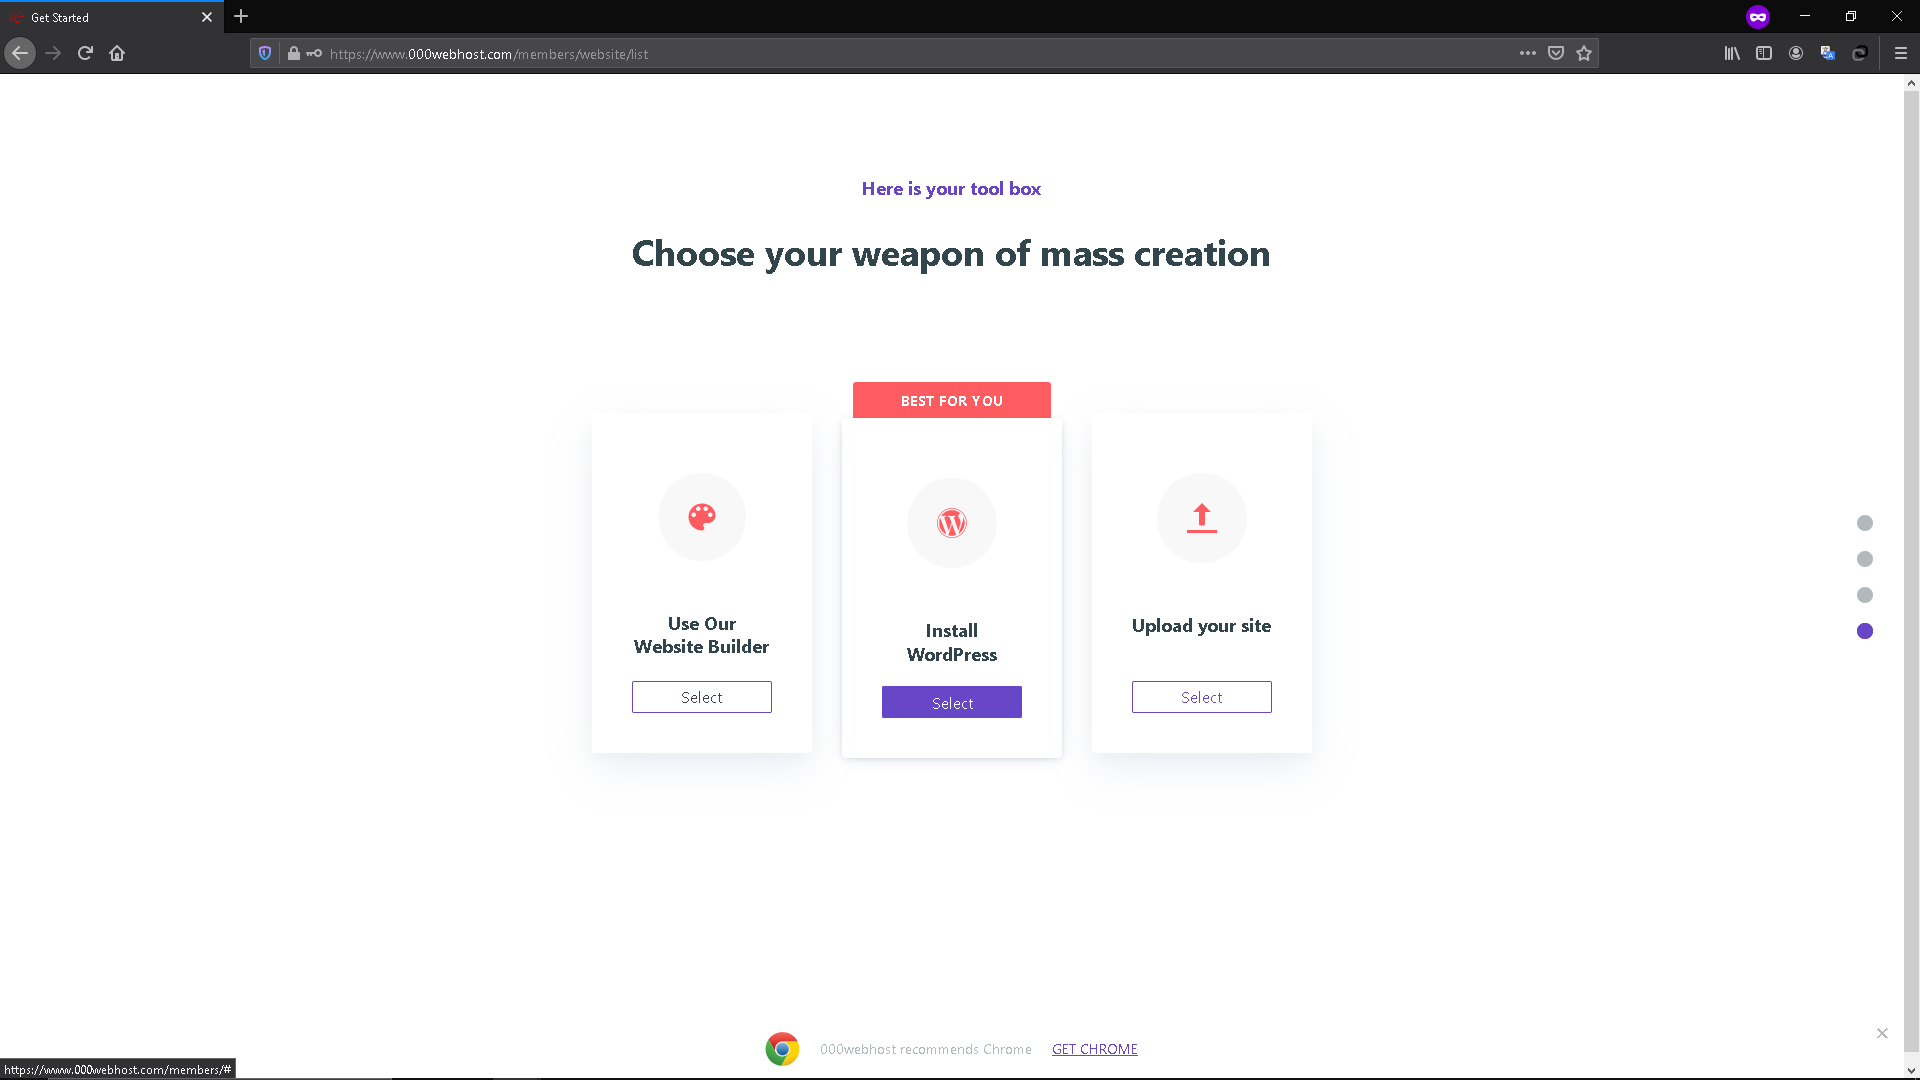 Get Started
https://www.000webhost.com/members/website/list
Here is your tool box
Choose your weapon of mass creation
BEST FOR YOU
Use Our
Website Builder
Select
Install
WordPress
Select
Upload your site
Select
000webhost recommends Chrome
GET CHROME
https://www.000webhost.com/members/#